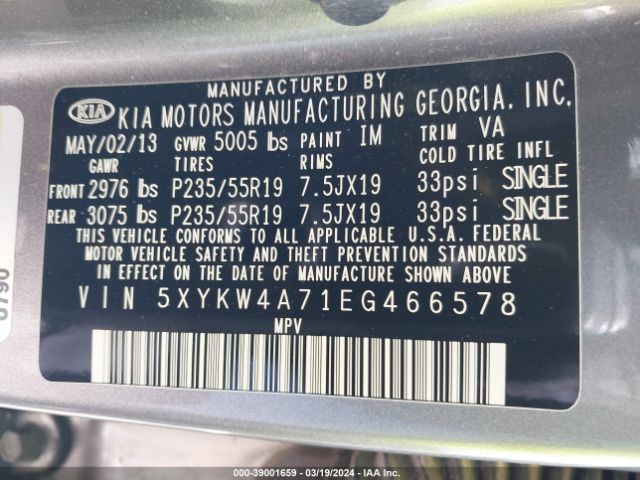 MANUFACTURED BY
KIA KIA MOTORS MANUFACTURING GEORGIA, INC.
MAY/02/13 GVWR 5005 lbs PAINT IM TRIM VA
GAWR TIRES RIMS COLD TIRE INFL
FRONT 2976 lbs P235/55R19 7.5JX19 33psi SINGLE
REAR 3075 lbs P235/55R19 7.5JX19 33psi SINGLE
THIS VEHICLE CONFORMS TO ALL APPLICABLE U.S.A. FEDERAL
MOTOR VEHICLE SAFETY AND THEFT PREVENTION STANDARDS
IN EFFECT ON THE DATE OF MANUFACTURE SHOWN ABOVE.
VIN 5XYKW4A71EG466578
MPV
0790
000-39001659 - 03/19/2024 - IAA Inc.